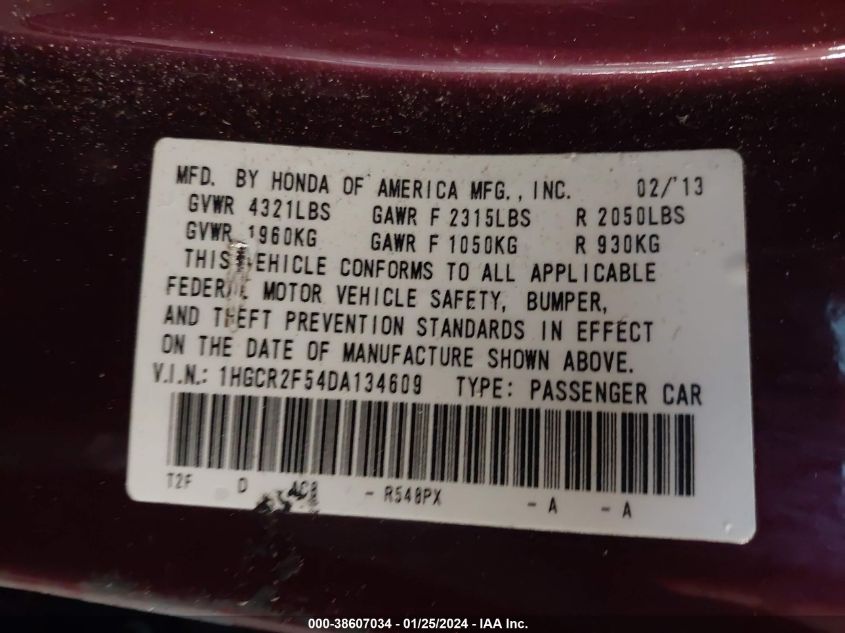 MFD. BY HONDA OF AMERICA MFG., INC. 02/'13
GVWR 4321LBS GAWR F 2315LBS R 2050LBS
GVWR 1960KG GAWR F 1050KG R 930KG
THIS VEHICLE CONFORMS TO ALL APPLICABLE
FEDERAL MOTOR VEHICLE SAFETY, BUMPER,
AND THEFT PREVENTION STANDARDS IN EFFECT
ON THE DATE OF MANUFACTURE SHOWN ABOVE.
V.I.N.: 1HGCR2F54DA134609 TYPE: PASSENGER CAR
T2F D - R548PX - A - A
000-38607034 - 01/25/2024 - IAA Inc.